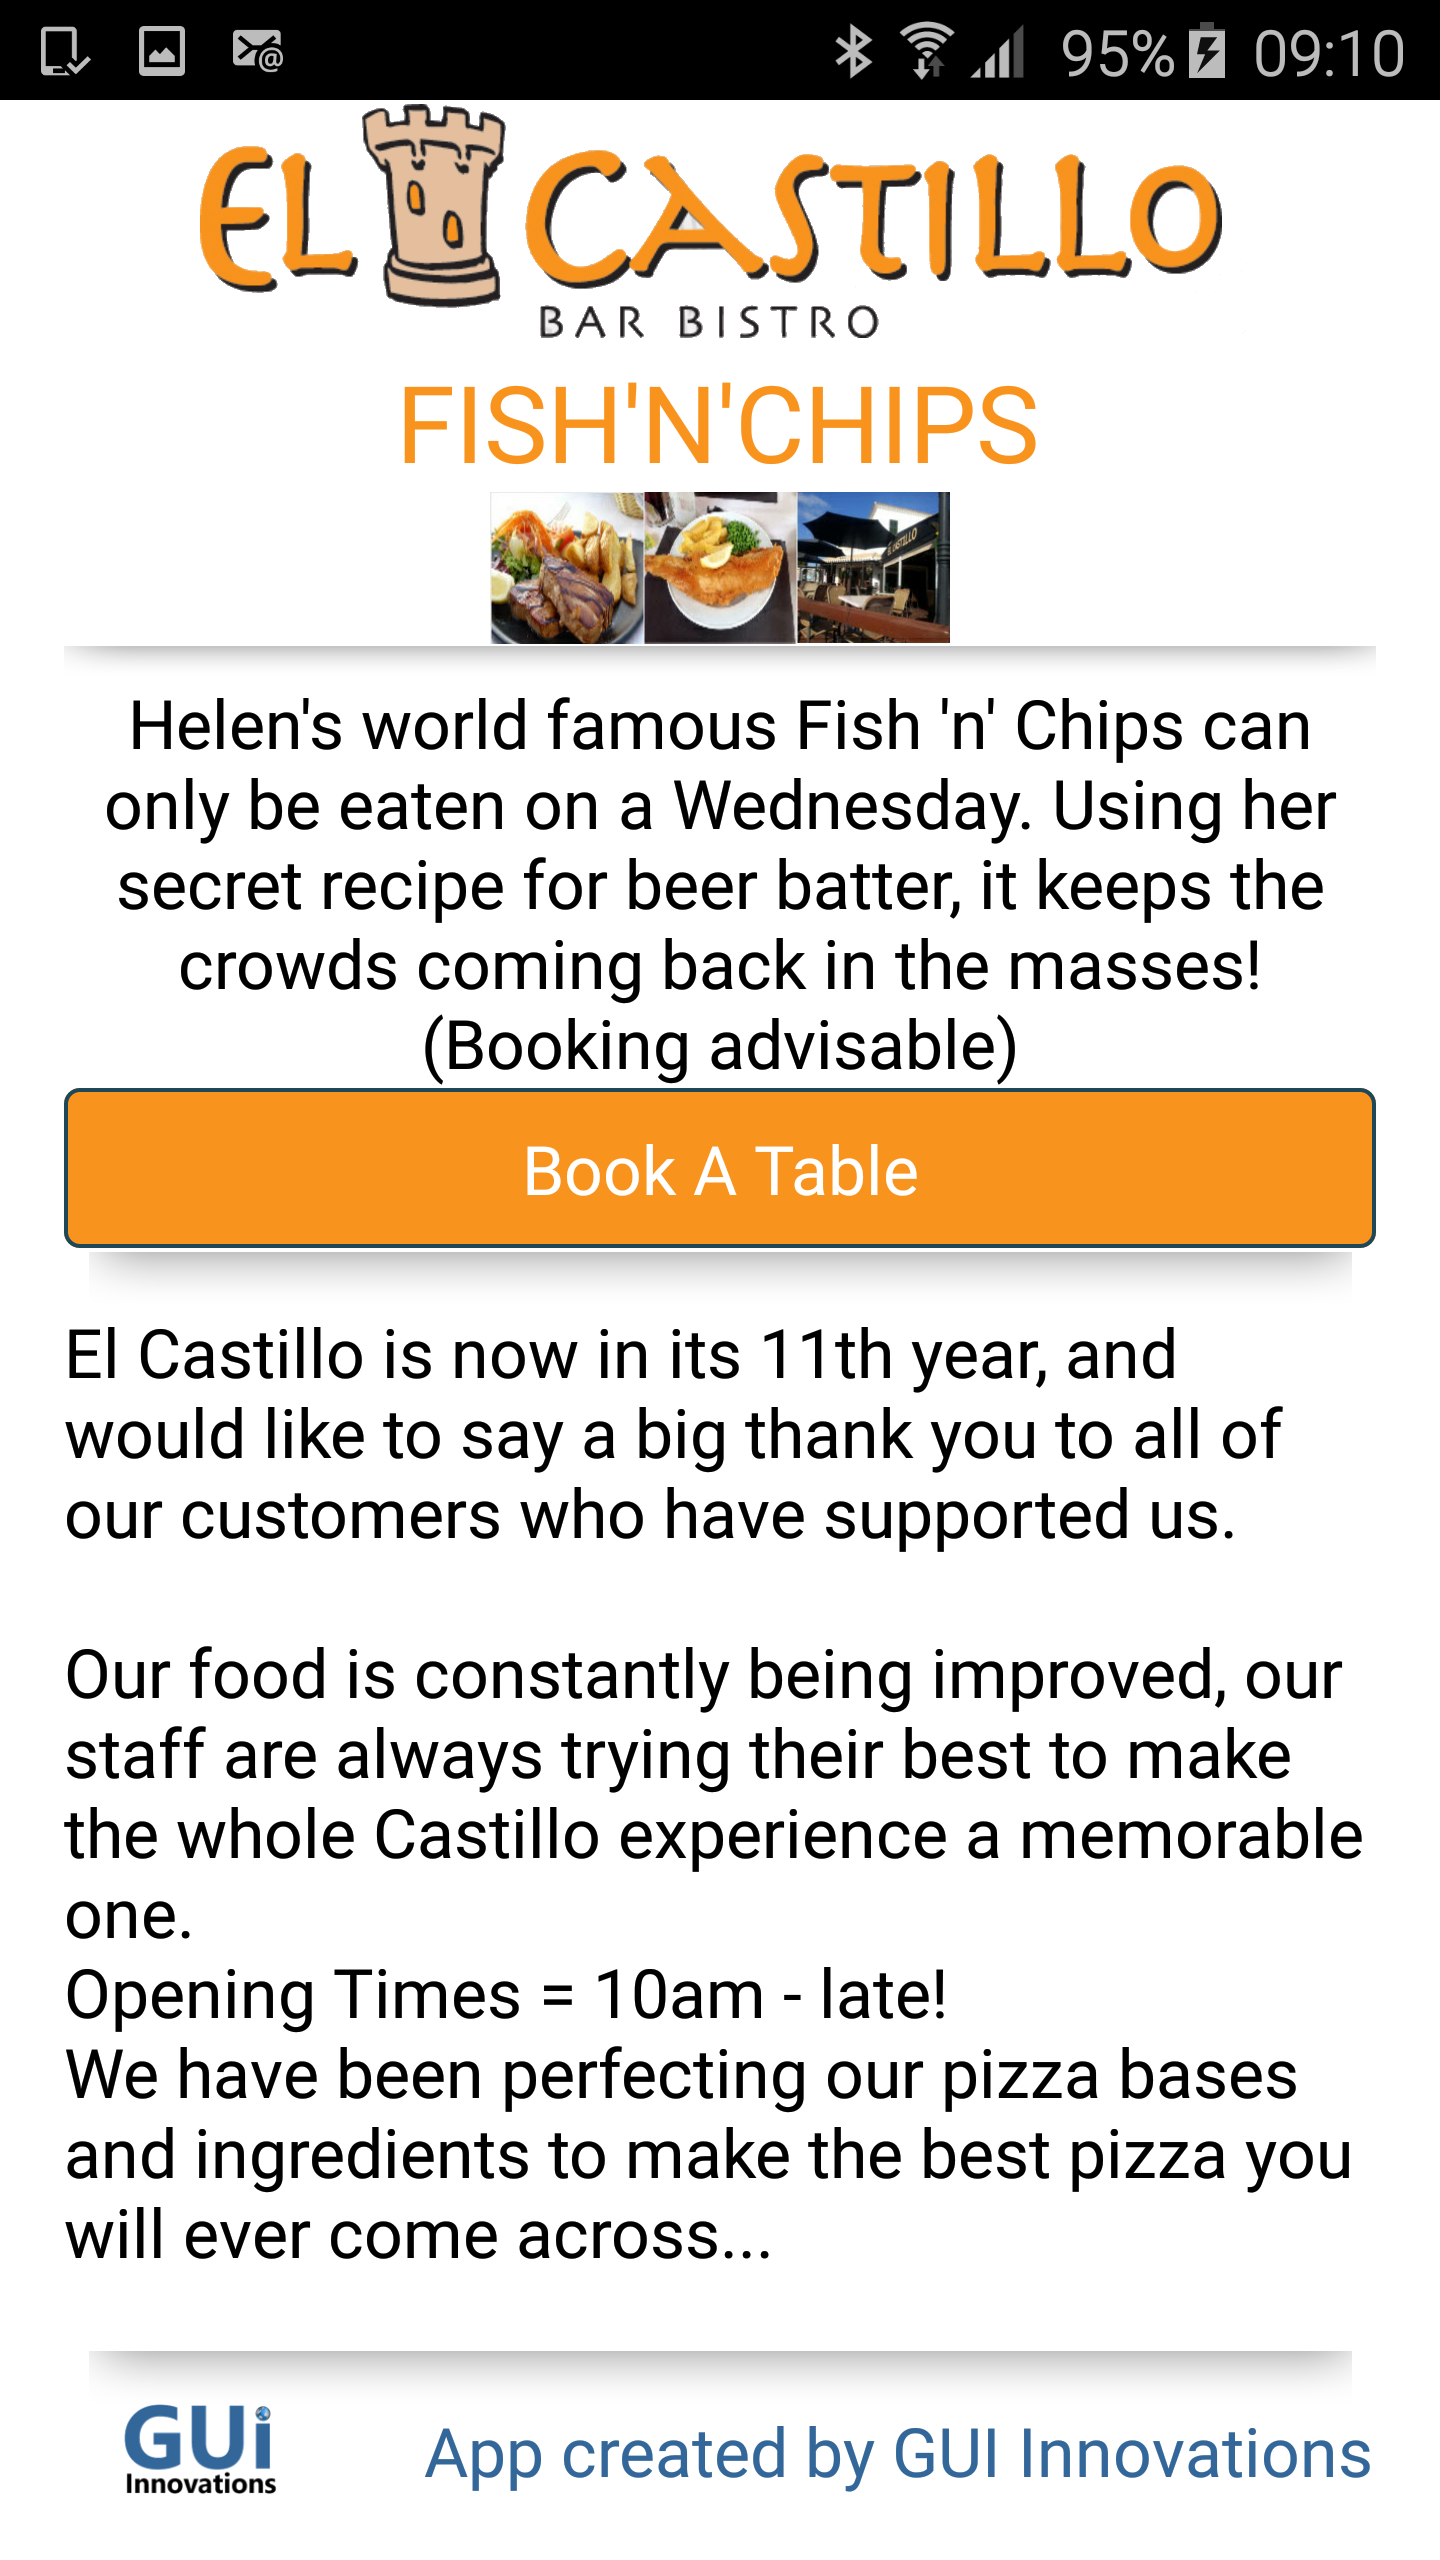 95% 09:10
EL CASTILLO
BAR BISTRO
FISH'N'CHIPS
EL CASTILLO
Helen's world famous Fish 'n' Chips can
only be eaten on a Wednesday. Using her
secret recipe for beer batter, it keeps the
crowds coming back in the masses!
(Booking advisable)
Book A Table
El Castillo is now in its 11th year, and
would like to say a big thank you to all of
our customers who have supported us.
Our food is constantly being improved, our
staff are always trying their best to make
the whole Castillo experience a memorable
one.
Opening Times = 10am - late!
We have been perfecting our pizza bases
and ingredients to make the best pizza you
will ever come across...
GUi
Innovations
App created by GUI Innovations